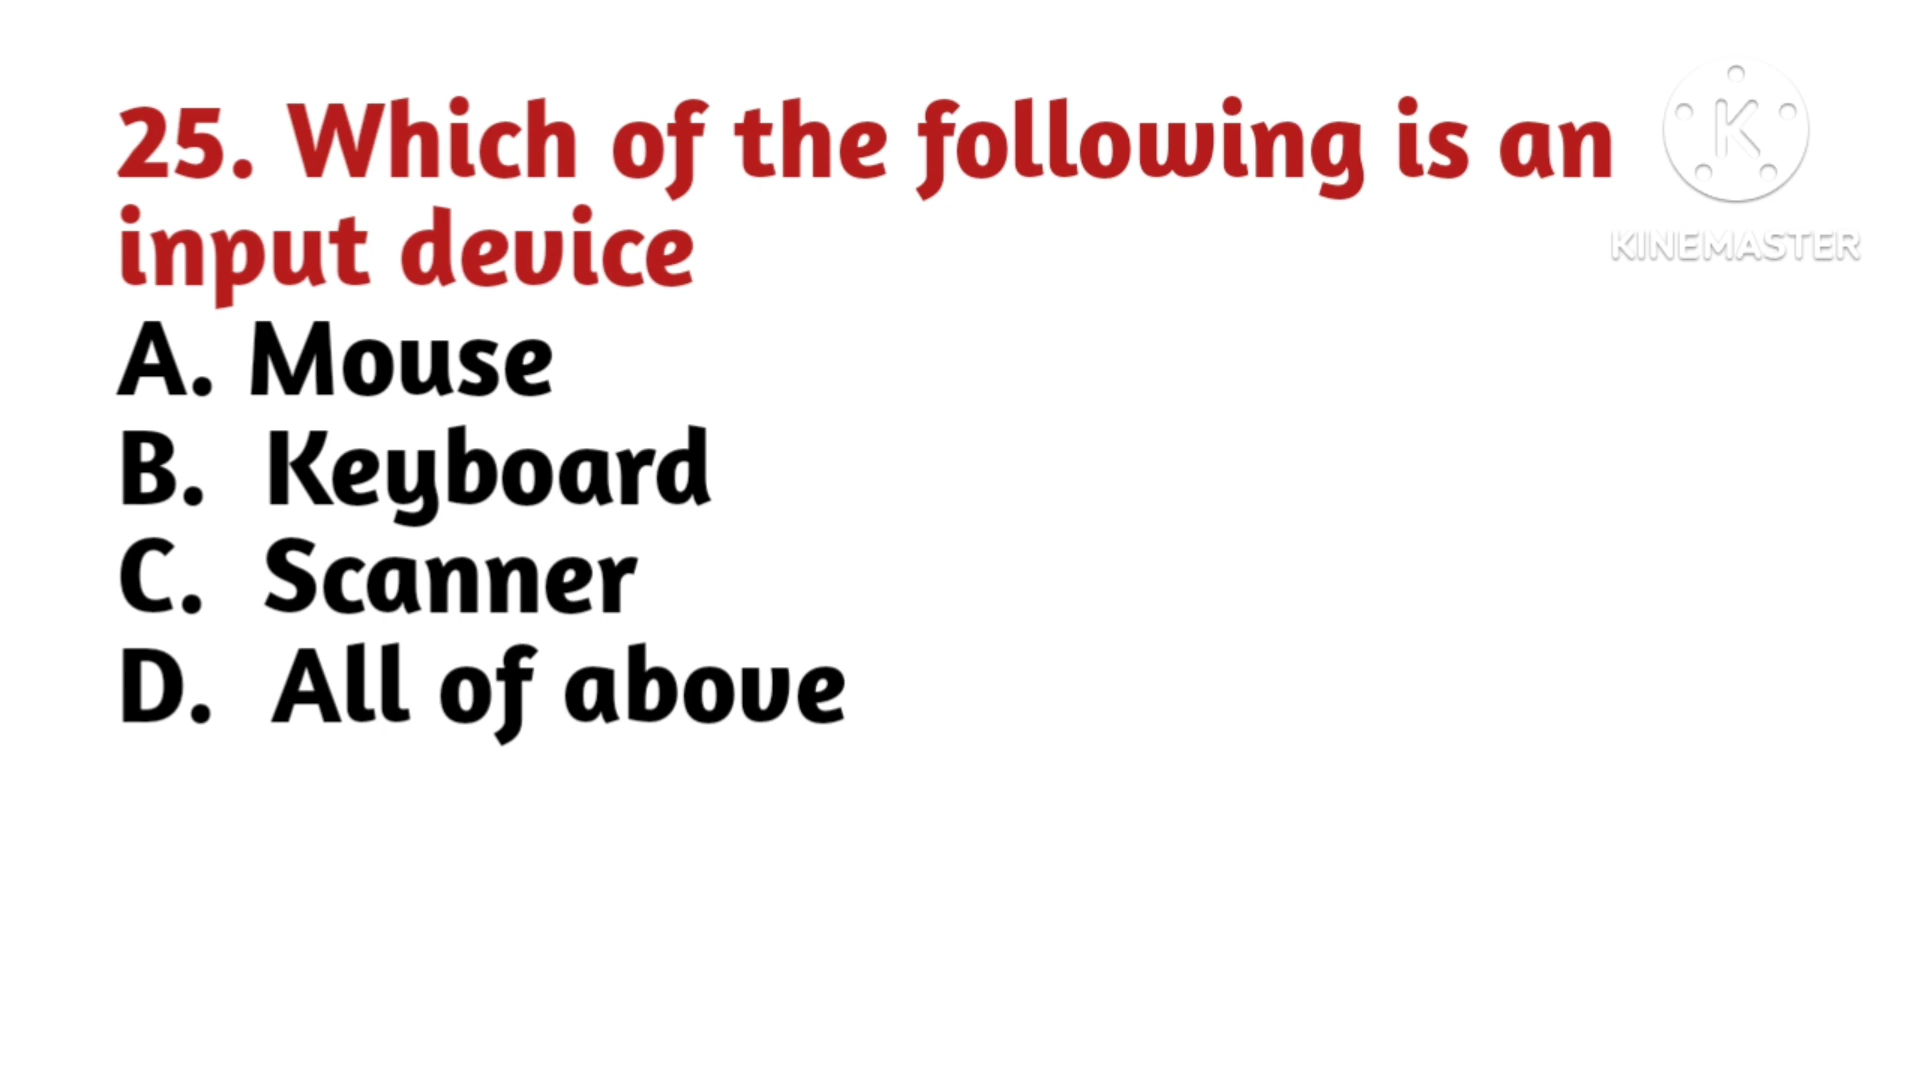 25. Which of the following is an
input device
A. Mouse
B. Keyboard
C. Scanner
D. All of above
K
KINEMASTER